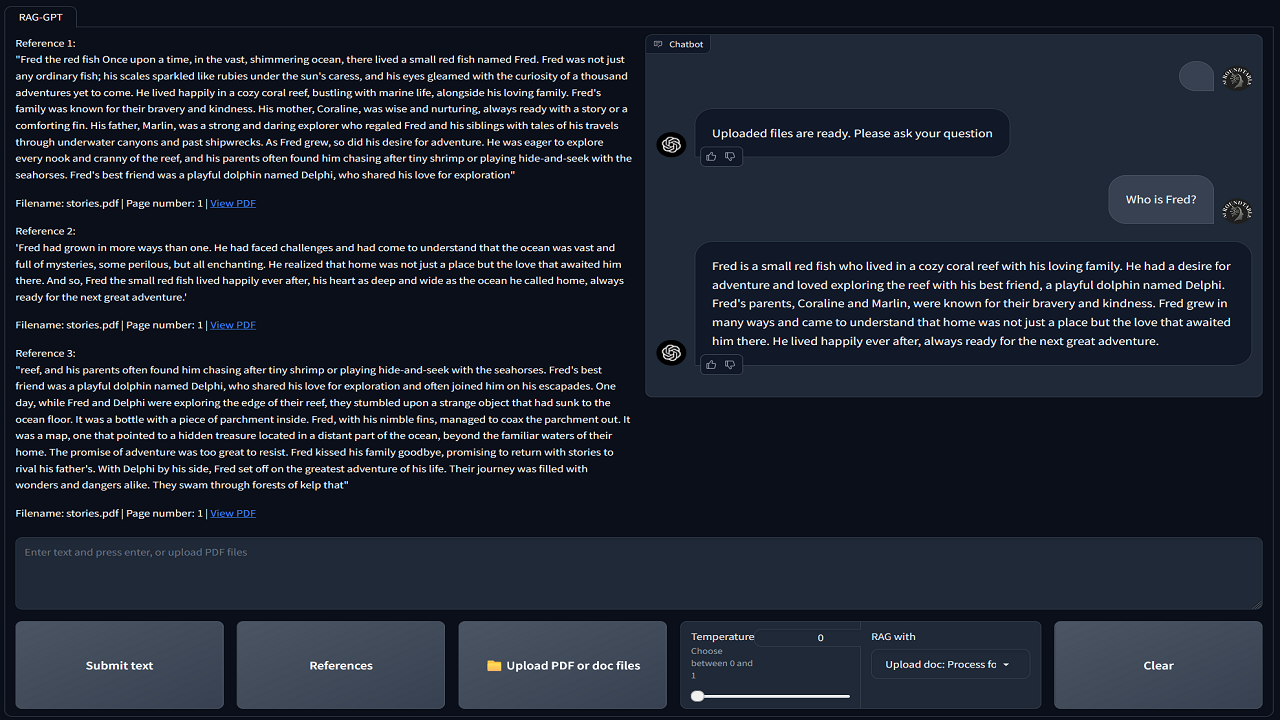 RAG-GPT
Reference 1:
"Fred the red fish Once upon a time, in the vast, shimmering ocean, there lived a small red fish named Fred. Fred was not just
any ordinary fish; his scales sparkled like rubies under the sun's caress, and his eyes gleamed with the curiosity of a thousand
adventures yet to come. He lived happily in a cozy coral reef, bustling with marine life, alongside his loving family. Fred's
family was known for their bravery and kindness. His mother, Coraline, was wise and nurturing, always ready with a story or a
comforting fin. His father, Marlin, was a strong and daring explorer who regaled Fred and his siblings with tales of his travels
through underwater canyons and past shipwrecks. As Fred grew, so did his desire for adventure. He was eager to explore
every nook and cranny of the reef, and his parents often found him chasing after tiny shrimp or playing hide-and-seek with the
seahorses. Fred's best friend was a playful dolphin named Delphi, who shared his love for exploration"
Filename: stories.pdf | Page number: 1 | View PDF
Reference 2:
'Fred had grown in more ways than one. He had faced challenges and had come to understand that the ocean was vast and
full of mysteries, some perilous, but all enchanting. He realized that home was not just a place but the love that awaited him
there. And so, Fred the small red fish lived happily ever after, his heart as deep and wide as the ocean he called home, always
ready for the next great adventure.'
Filename: stories.pdf | Page number: 1 | View PDF
Reference 3:
"reef, and his parents often found him chasing after tiny shrimp or playing hide-and-seek with the seahorses. Fred's best
friend was a playful dolphin named Delphi, who shared his love for exploration and often joined him on his escapades. One
day, while Fred and Delphi were exploring the edge of their reef, they stumbled upon a strange object that had sunk to the
ocean floor. It was a bottle with a piece of parchment inside. Fred, with his nimble fins, managed to coax the parchment out. It
was a map, one that pointed to a hidden treasure located in a distant part of the ocean, beyond the familiar waters of their
home. The promise of adventure was too great to resist. Fred kissed his family goodbye, promising to return with stories to
rival his father's. With Delphi by his side, Fred set off on the greatest adventure of his life. Their journey was filled with
wonders and dangers alike. They swam through forests of kelp that"
Filename: stories.pdf | Page number: 1 | View PDF
Chatbot
Uploaded files are ready. Please ask your question
Who is Fred?
Fred is a small red fish who lived in a cozy coral reef with his loving family. He had a desire for
adventure and loved exploring the reef with his best friend, a playful dolphin named Delphi.
Fred's parents, Coraline and Marlin, were known for their bravery and kindness. Fred grew in
many ways and came to understand that home was not just a place but the love that awaited
him there. He lived happily ever after, always ready for the next great adventure.
Enter text and press enter, or upload PDF files
Submit text
References
Upload PDF or doc files
Temperature
0
Choose
between 0 and
1
RAG with
Upload doc: Process fo
Clear